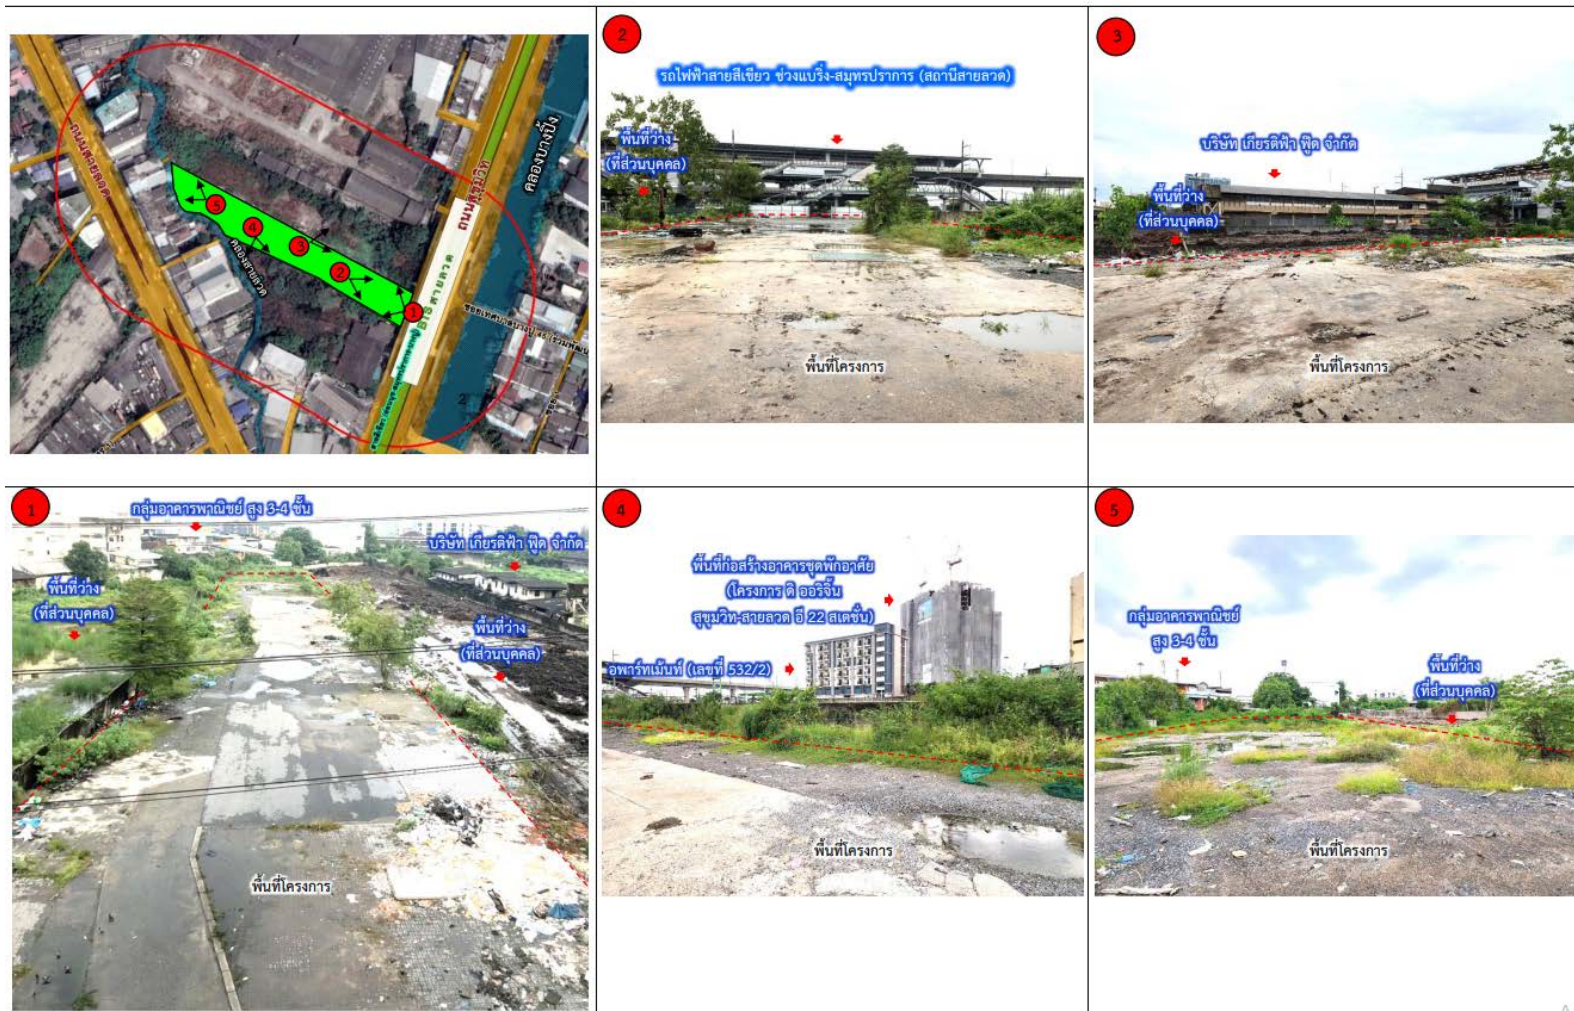 ถนนสายลวด
ถนนสุขุมวิท
คลองบางปิ้ง
BTS สายลวด
คลองสายลวด
5
4
3
2
1
2
2
รถไฟฟ้าสายสีเขียว ช่วงแบริ่ง-สมุทรปราการ (สถานีสายลวด)
พื้นที่ว่าง
(ที่ส่วนบุคคล)
พื้นที่โครงการ
3
บริษัท เกียรติฟ้า ฟู๊ด จำกัด
พื้นที่ว่าง
(ที่ส่วนบุคคล)
พื้นที่โครงการ
1
กลุ่มอาคารพาณิชย์ สูง 3-4 ชั้น
บริษัท เกียรติฟ้า ฟู๊ด จำกัด
พื้นที่ว่าง
(ที่ส่วนบุคคล)
พื้นที่ว่าง
(ที่ส่วนบุคคล)
พื้นที่โครงการ
4
พื้นที่ก่อสร้างอาคารชุดพักอาศัย
(โครงการ ดิ ออริจิ้น
สุขุมวิท-สายลวด อี 22 สเตชั่น)
อพาร์ทเม้นท์ (เลขที่ 532/2)
พื้นที่โครงการ
5
กลุ่มอาคารพาณิชย์
สูง 3-4 ชั้น
พื้นที่ว่าง
(ที่ส่วนบุคคล)
พื้นที่โครงการ